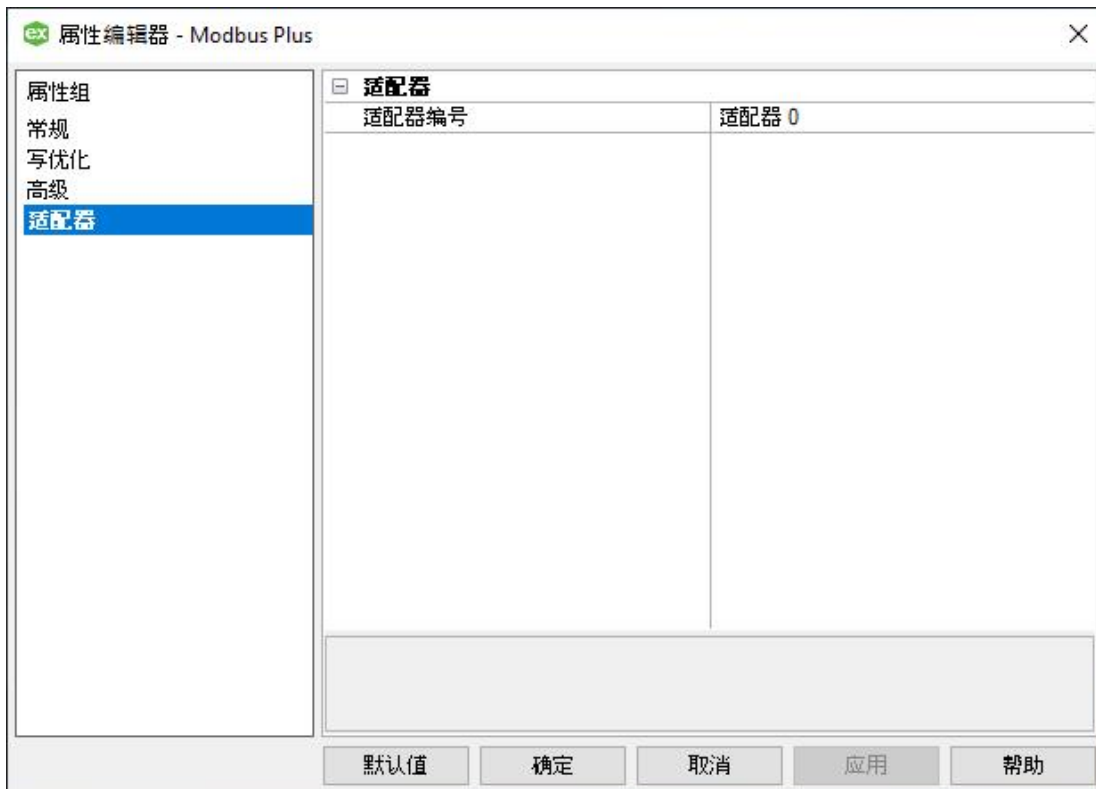 ex 属性编辑器 - Modbus Plus
属性组
常规
写优化
高级
适配器
适配器
适配器编号 适配器 0
默认值 确定 取消 应用 帮助